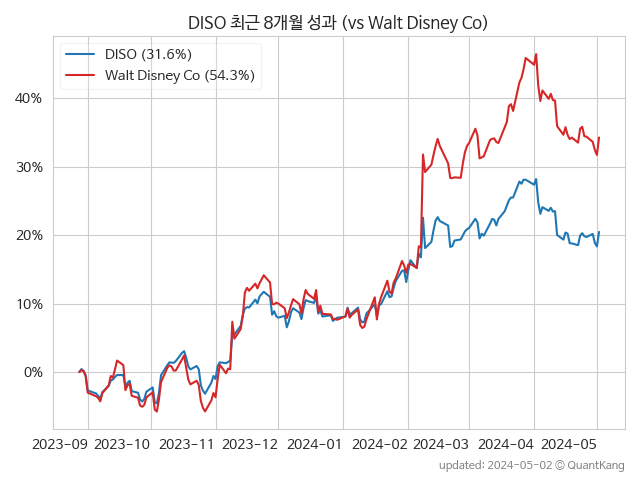 DISO 최근 8개월 성과 (vs Walt Disney Co)
DISO (31.6%)
Walt Disney Co (54.3%)
40%
30%
20%
10%
0%
2023-09 2023-10 2023-11 2023-12 2024-01 2024-02 2024-03 2024-04 2024-05
updated: 2024-05-02 © QuantKang